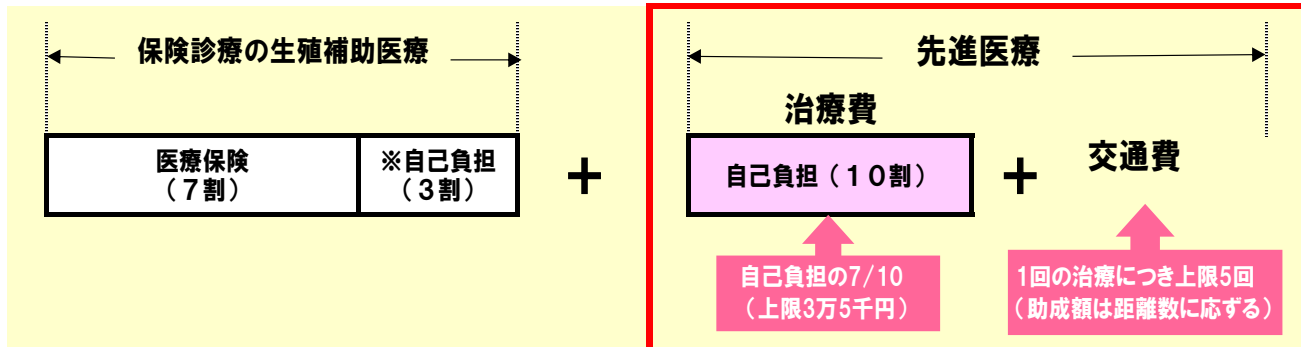 保険診療の生殖補助医療
医療保険
（７割）
※自己負担
（３割）
＋
先進医療
治療費
自己負担（１０割）
＋
交通費
自己負担の7/10
（上限3万5千円）
1回の治療につき上限5回
（助成額は距離数に応ずる）